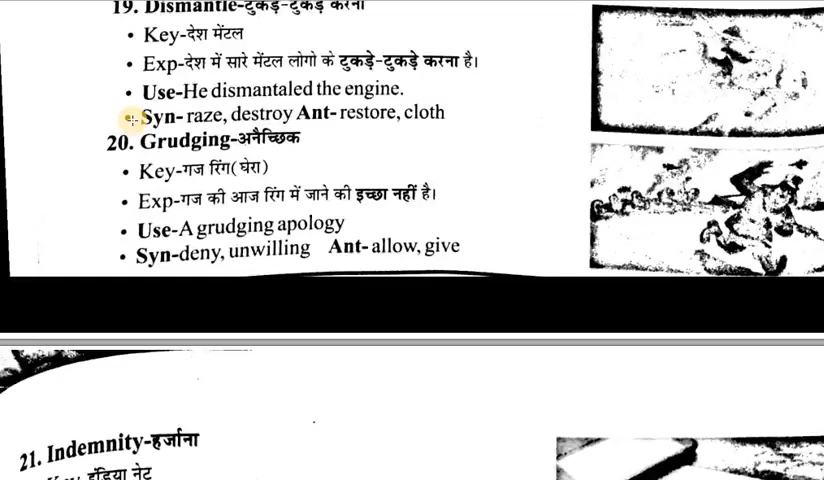 19. Dismantle-टुकड़े-टुकड़े करना
• Key-देश मेंटल
• Exp-देश में सारे मेंटल लोगो के टुकड़े-टुकड़े करना है।
• Use-He dismantaled the engine.
• Syn- raze, destroy Ant- restore, cloth
20. Grudging-अनैच्छिक
• Key-गज रिंग( घेरा)
• Exp-गज की आज रिंग में जाने की इच्छा नहीं है।
• Use-A grudging apology
• Syn-deny, unwilling Ant- allow, give
21. Indemnity-हर्जाना
Key- इंडिया नेट